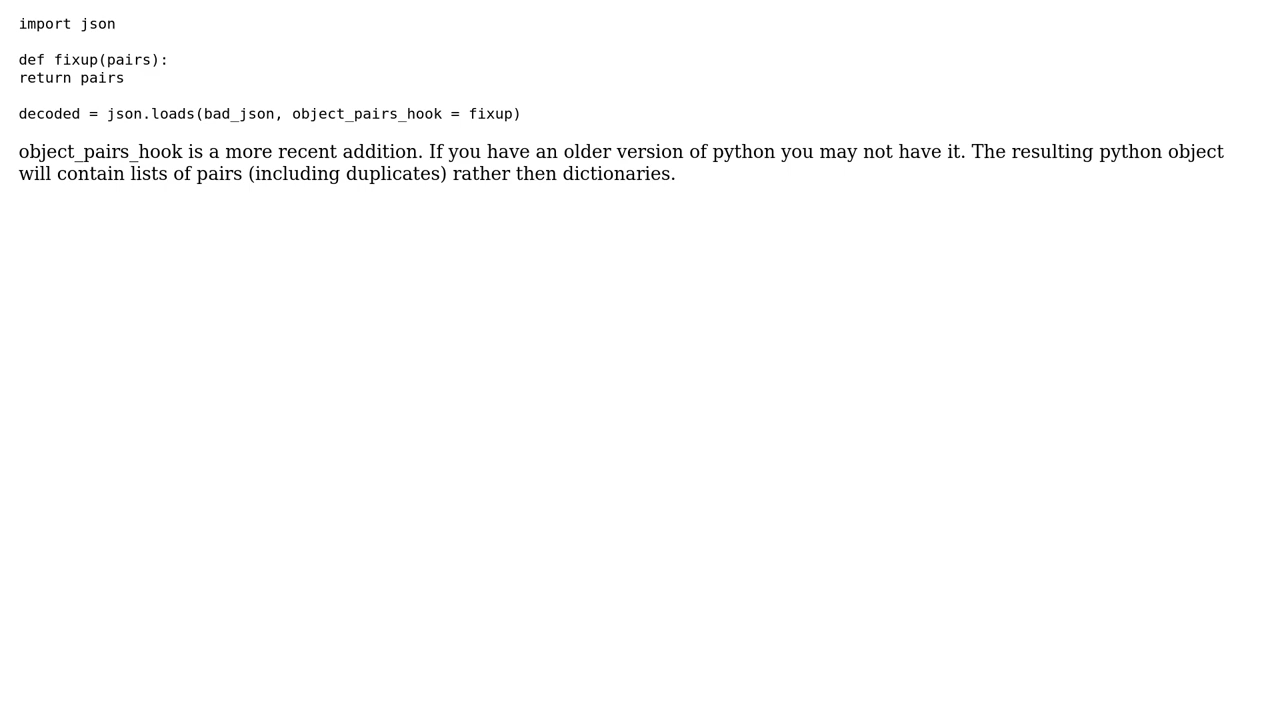 import json
def fixup(pairs):
return pairs
decoded = json.loads(bad_json, object_pairs_hook = fixup)
object_pairs_hook is a more recent addition. If you have an older version of python you may not have it. The resulting python object
will contain lists of pairs (including duplicates) rather then dictionaries.